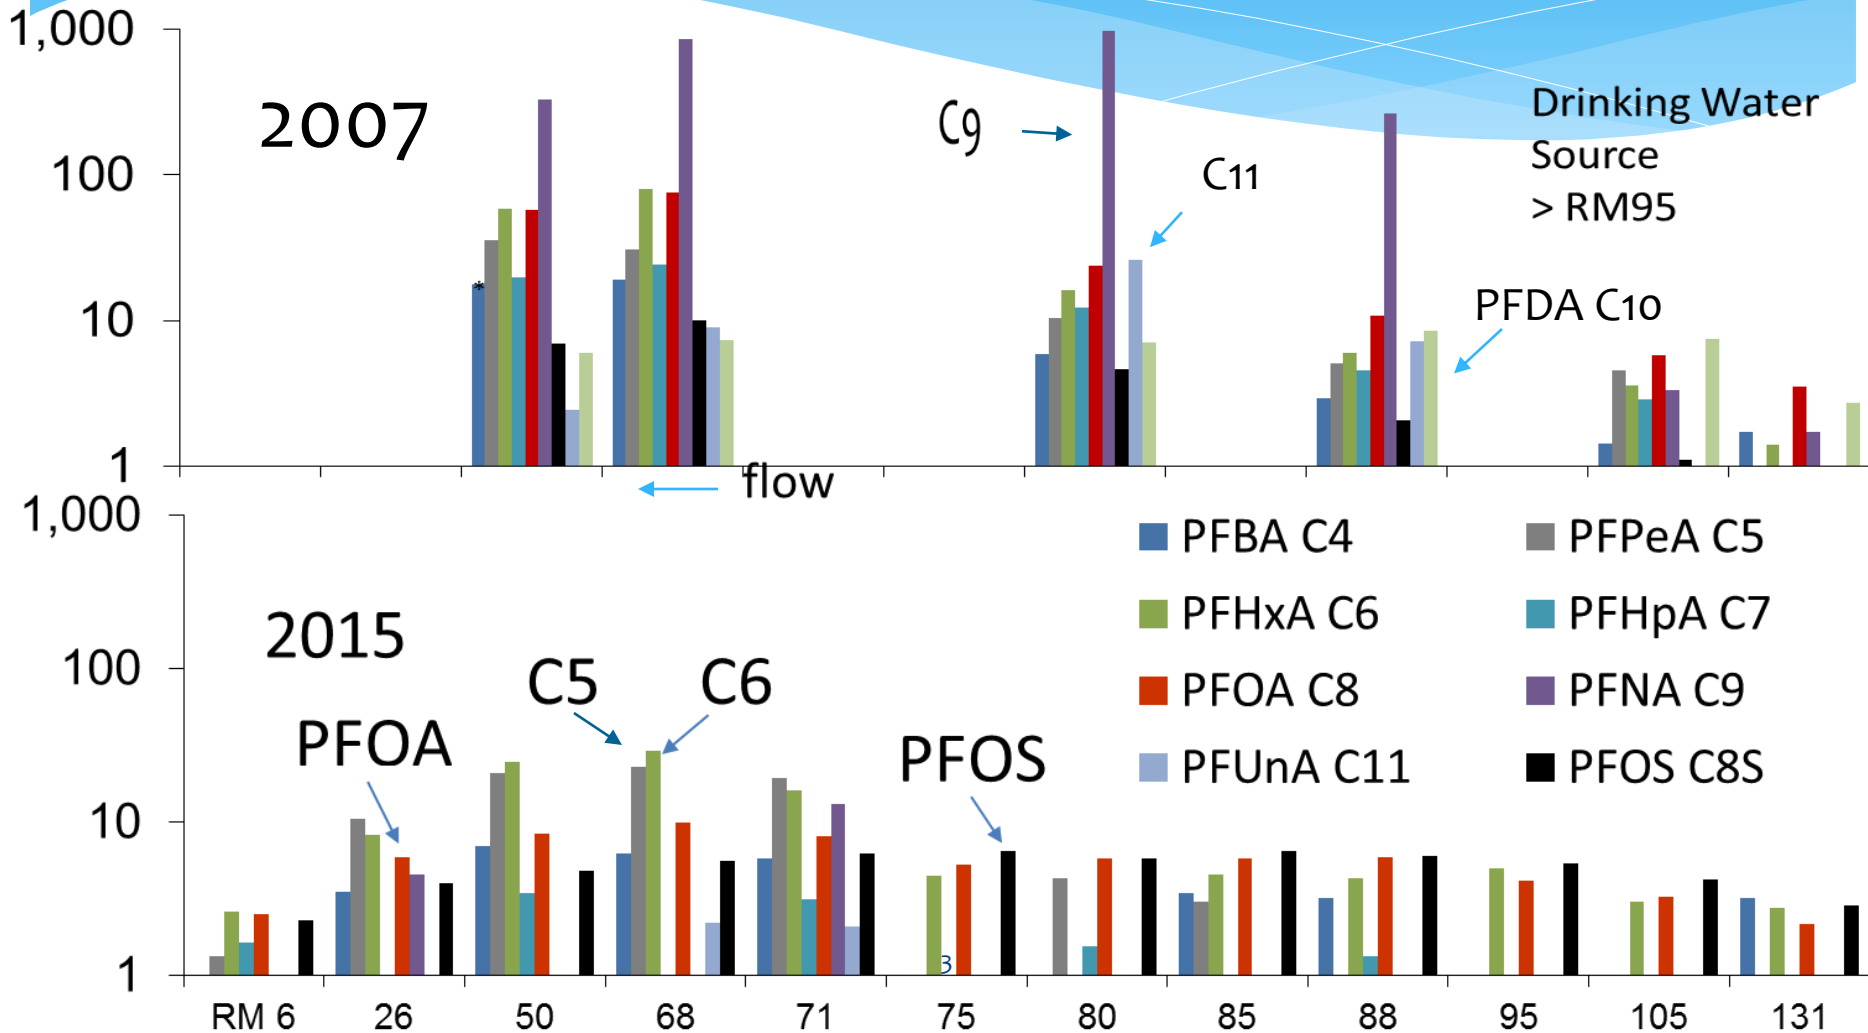 1,000
2007
C9
Drinking Water
Source
> RM95
100
C11
10
PFDA C10
*
1
flow
1,000
PFBA C4
PFPeA C5
2015
PFHxA C6
PFHpA C7
100
C5
C6
PFOA C8
PFNA C9
PFOA
PFOS
PFUnA C11
PFOS C8S
10
3
1
RM 6 26 50 68 71 75 80 85 88 95 105 131